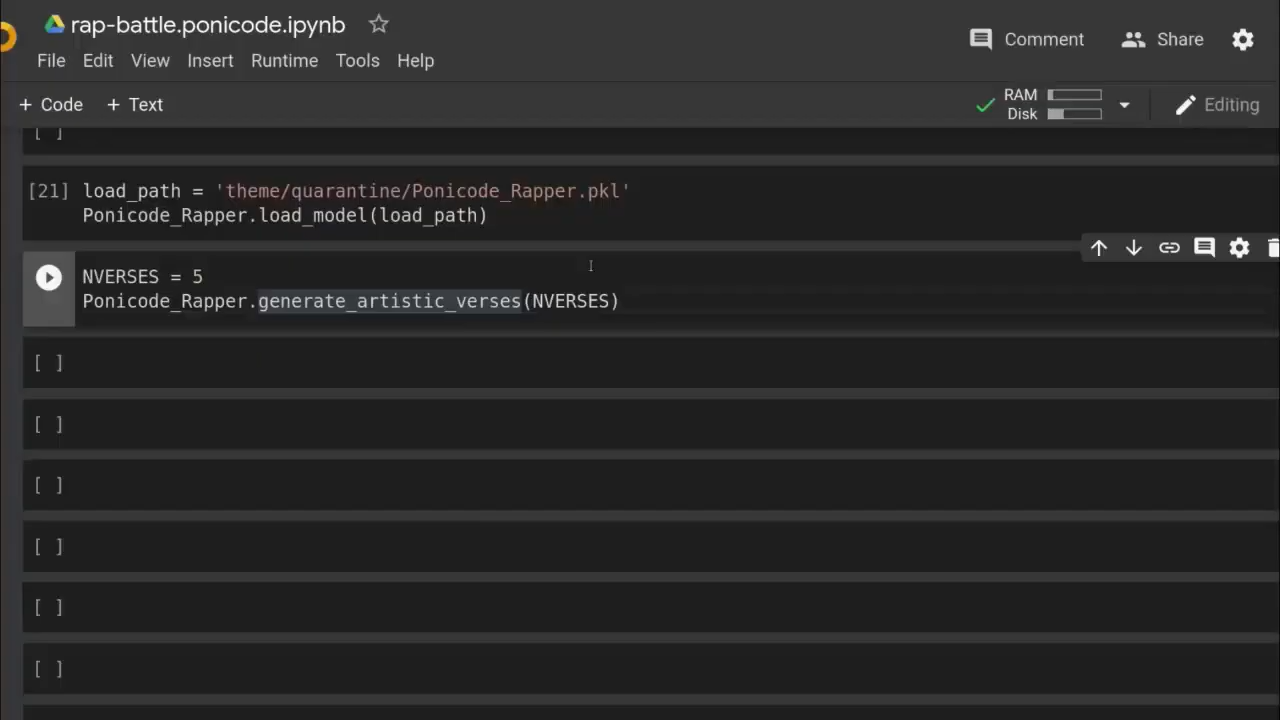 rap-battle.ponicode.ipynb
Comment
Share
File Edit View Insert Runtime Tools Help
+ Code + Text
RAM
Disk
Editing
[ ]
[21] load_path = 'theme/quarantine/Ponicode_Rapper.pkl'
Ponicode_Rapper.load_model(load_path)
NVERSES = 5
Ponicode_Rapper.generate_artistic_verses(NVERSES)
[ ]
[ ]
[ ]
[ ]
[ ]
[ ]